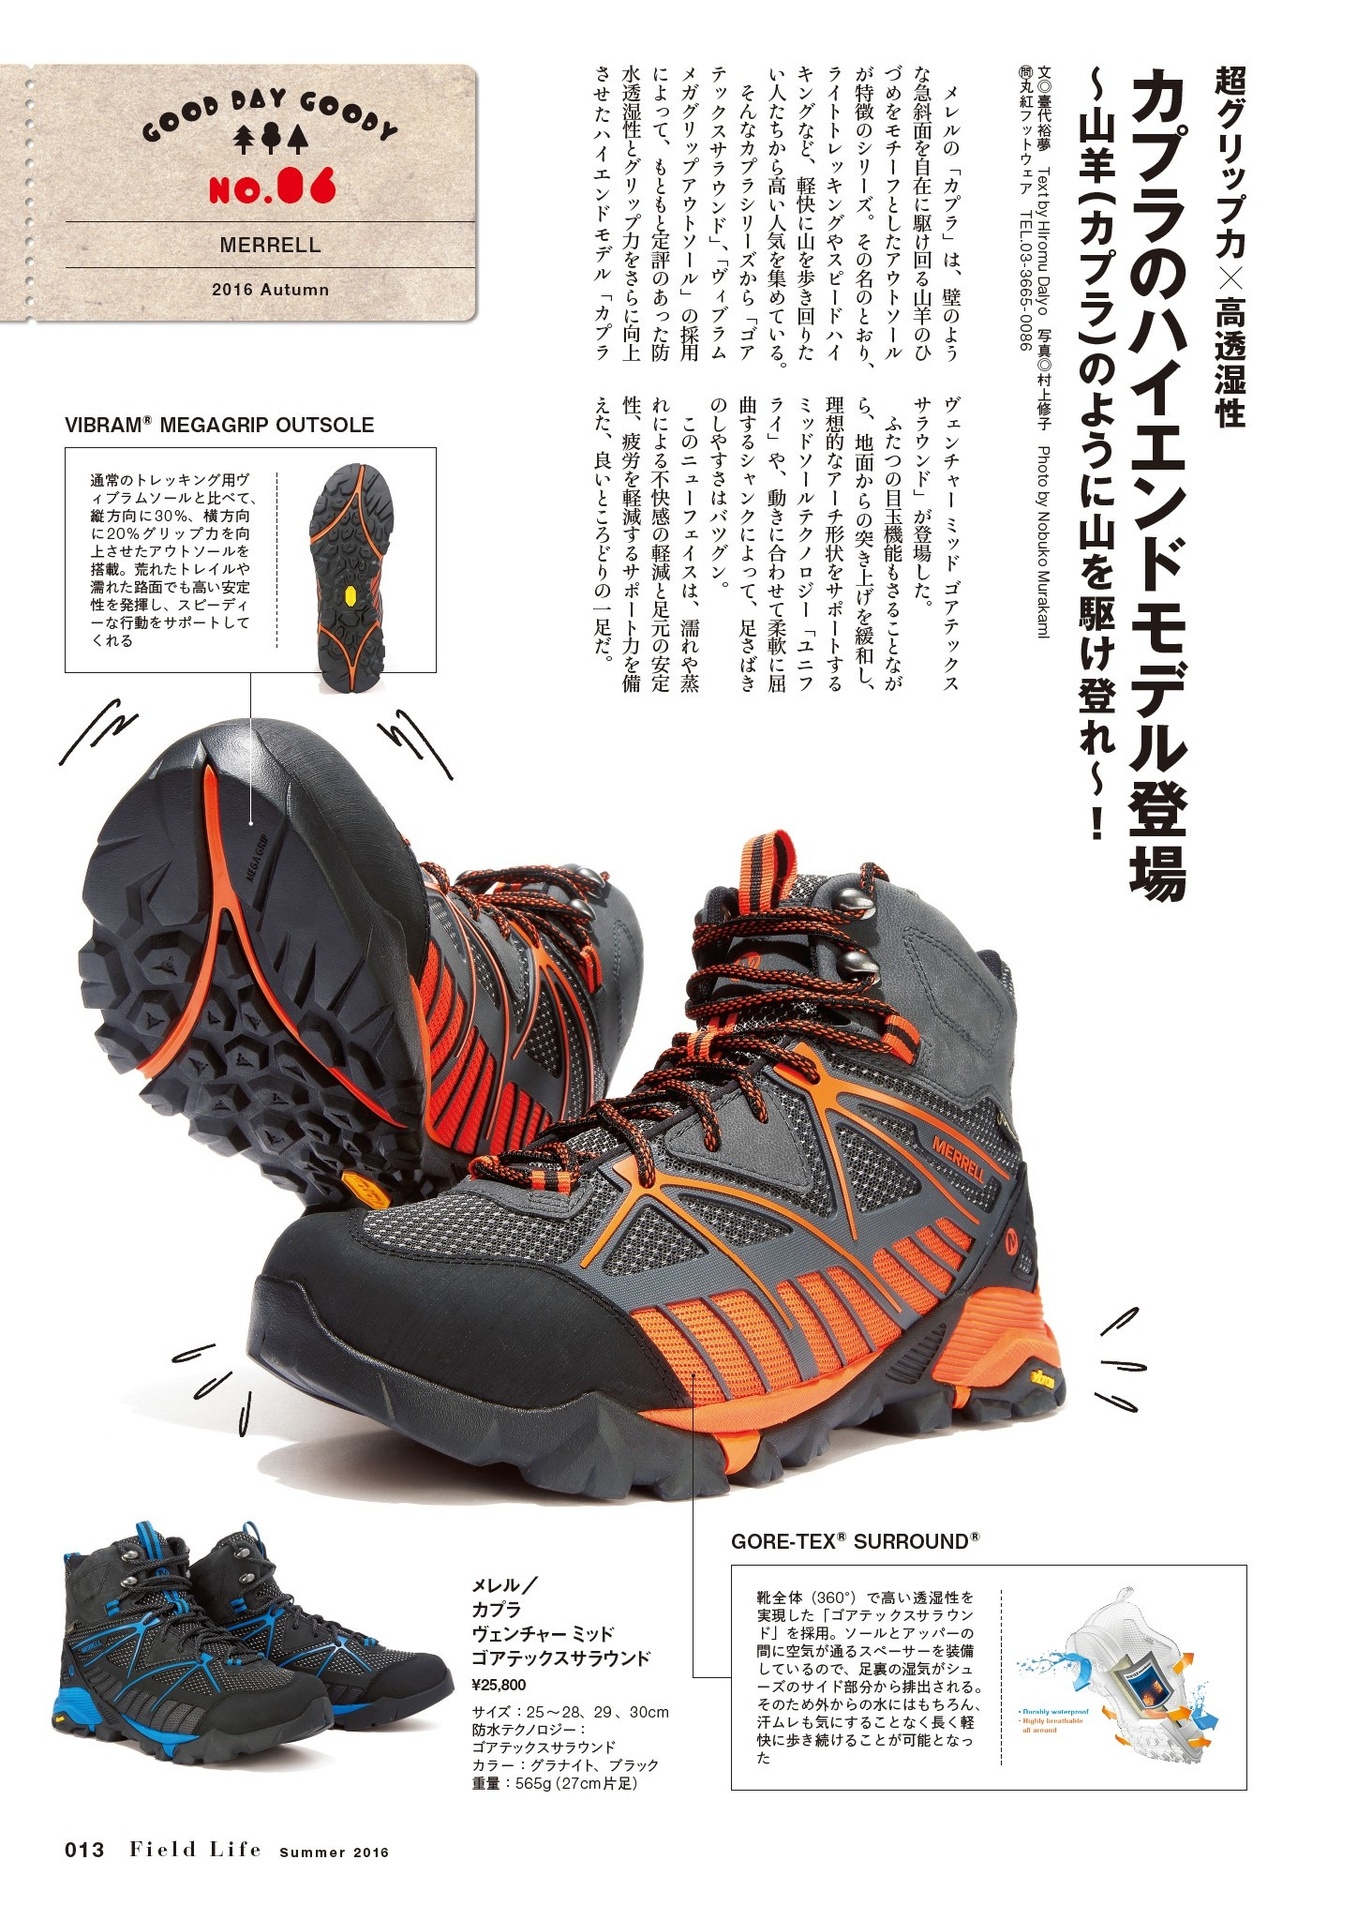 GOOD DAY GOODY
NO.06
MERRELL
2016 Autumn
超グリップ力×高透湿性
カプラのハイエンドモデル登場
〜山羊(カプラ)のように山を駆け登れ〜！
文◎臺代裕夢　Text by HIromu DaIyo　写真◎村上修子　Photo by Nobuko MurakamI
問丸紅フットウェア　TEL.03-3665-0086
メレルの「カプラ」は、壁のよう
な急斜面を自在に駆け回る山羊のひ
づめをモチーフとしたアウトソール
が特徴のシリーズ。その名のとおり、
ライトトレッキングやスピードハイ
キングなど、軽快に山を歩き回りた
い人たちから高い人気を集めている。
そんなカプラシリーズから「ゴア
テックスサラウンド」、「ヴィブラム
メガグリップアウトソール」の採用
によって、もともと定評のあった防
水透湿性とグリップ力をさらに向上
させたハイエンドモデル「カプラ
ヴェンチャー ミッド ゴアテックス
サラウンド」が登場した。
ふたつの目玉機能もさることなが
ら、地面からの突き上げを緩和し、
理想的なアーチ形状をサポートする
ミッドソールテクノロジー「ユニフ
ライ」や、動きに合わせて柔軟に屈
曲するシャンクによって、足さばき
のしやすさはバツグン。
このニューフェイスは、濡れや蒸
れによる不快感の軽減と足元の安定
性、疲労を軽減するサポート力を備
えた、良いところどりの一足だ。
VIBRAM® MEGAGRIP OUTSOLE
通常のトレッキング用ヴ
ィブラムソールと比べて、
縦方向に30%、横方向
に20%グリップ力を向
上させたアウトソールを
搭載。荒れたトレイルや
濡れた路面でも高い安定
性を発揮し、スピーディ
ーな行動をサポートして
くれる
MEGAGRIP
MERRELL
vibram
GORE-TEX® SURROUND®
靴全体（360°）で高い透湿性を
実現した「ゴアテックスサラウン
ド」を採用。ソールとアッパーの
間に空気が通るスペーサーを装備
しているので、足裏の湿気がシュ
ーズのサイド部分から排出される。
そのため外からの水にはもちろん、
汗ムレも気にすることなく長く軽
快に歩き続けることが可能となっ
た
• Durably waterproof
• Highly breathable
all around
MERRELL
メレル／
カプラ
ヴェンチャー ミッド
ゴアテックスサラウンド
¥25,800
サイズ：25〜28、29、30cm
防水テクノロジー：
ゴアテックスサラウンド
カラー：グラナイト、ブラック
重量：565g (27cm片足)
013 Field Life Summer 2016